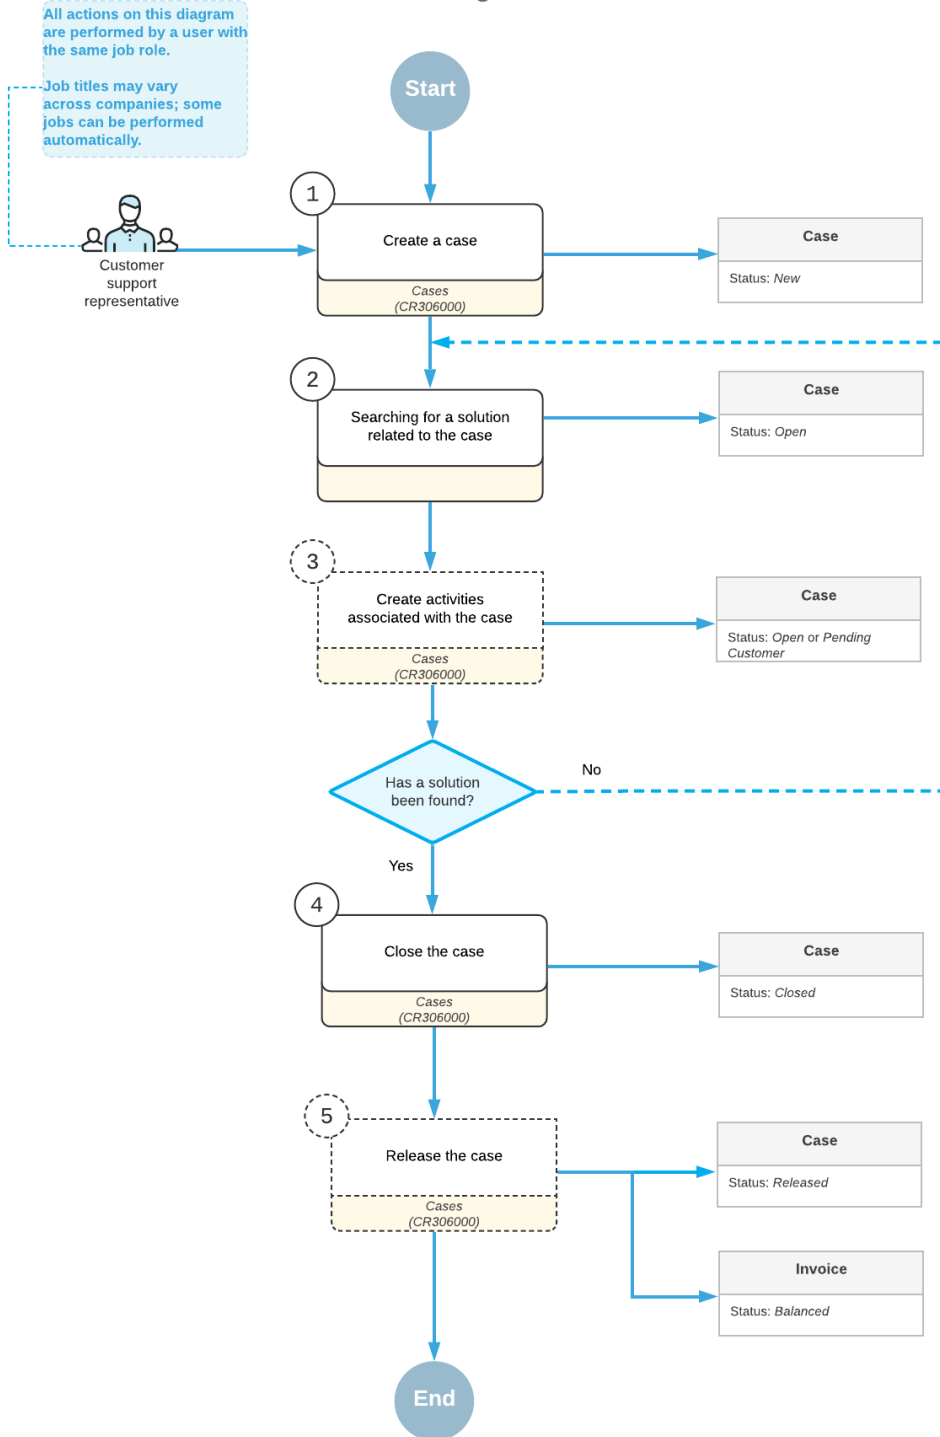 All actions on this diagram
are performed by a user with
the same job role.
Job titles may vary
across companies; some
jobs can be performed
automatically.
Start
1
Create a case
Cases
(CR306000)
Case
Status: New
Customer
support
representative
2
Searching for a solution
related to the case
Case
Status: Open
3
Create activities
associated with the case
Cases
(CR306000)
Case
Status: Open or Pending
Customer
Has a solution
been found?
No
Yes
4
Close the case
Cases
(CR306000)
Case
Status: Closed
5
Release the case
Cases
(CR306000)
Case
Status: Released
Invoice
Status: Balanced
End